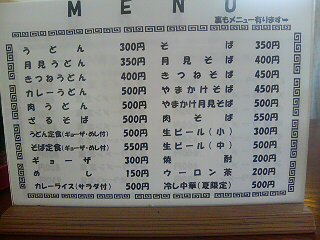 MENU
裏もメニュー有ります➡
うどん 300円
月見うどん 350円
きつねうどん 400円
カレーうどん 500円
肉うどん 500円
ざるそば 500円
うどん定食(ギョーザ・めし付) 500円
そば定食(ギョーザ・めし付) 550円
ギョーザ 300円
めし 150円
カレーライス(サラダ付) 500円
そば 350円
月見そば 400円
きつねそば 450円
やまかけそば 450円
やまかけ月見そば 500円
肉そば 550円
生ビール(小) 300円
生ビール(中) 500円
焼酎 200円
ウーロン茶 200円
冷し中華(夏限定) 500円